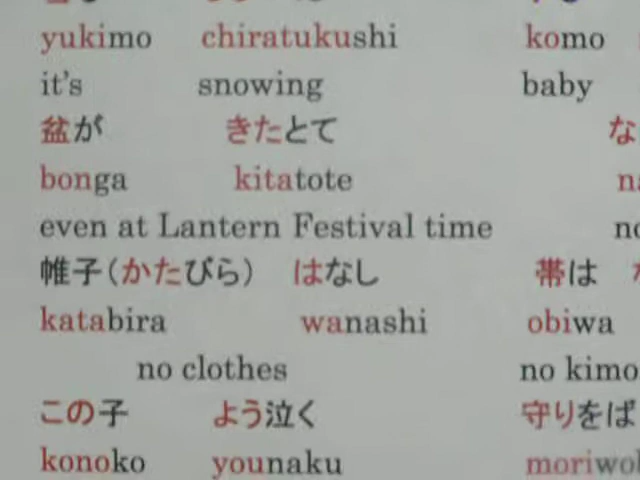 yukimo chiratukushi komo
it's snowing baby
盆が きたとて な
bonga kitatote
even at Lantern Festival time
帷子(かたびら) はなし 帯は
katabira wanashi obiwa
no clothes no kimo
この子 よう泣く 守りをば
konoko younaku moriwo